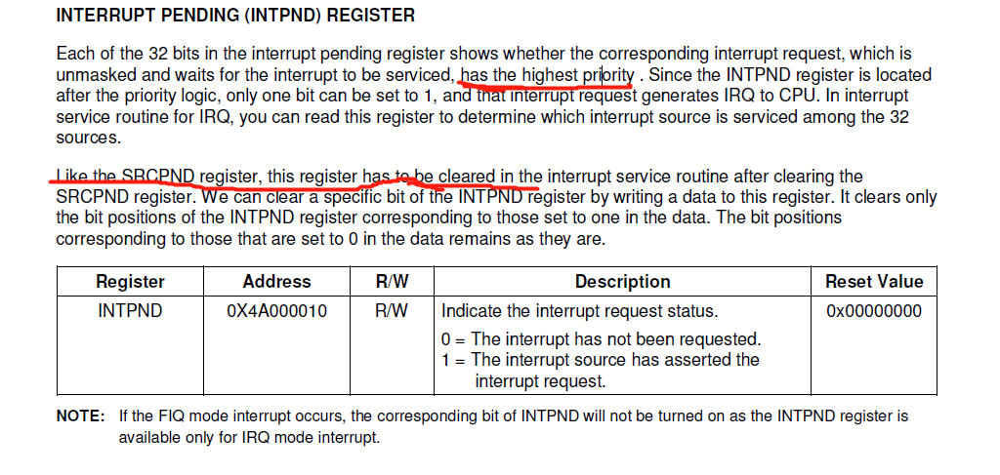 INTERRUPT PENDING (INTPND) REGISTER
Each of the 32 bits in the interrupt pending register shows whether the corresponding interrupt request, which is
unmasked and waits for the interrupt to be serviced, has the highest priority . Since the INTPND register is located
after the priority logic, only one bit can be set to 1, and that interrupt request generates IRQ to CPU. In interrupt
service routine for IRQ, you can read this register to determine which interrupt source is serviced among the 32
sources.
Like the SRCPND register, this register has to be cleared in the interrupt service routine after clearing the
SRCPND register. We can clear a specific bit of the INTPND register by writing a data to this register. It clears only
the bit positions of the INTPND register corresponding to those set to one in the data. The bit positions
corresponding to those that are set to 0 in the data remains as they are.
Register Address R/W Description Reset Value
INTPND 0X4A000010 R/W Indicate the interrupt request status. 0x00000000
0 = The interrupt has not been requested.
1 = The interrupt source has asserted the
interrupt request.
NOTE: If the FIQ mode interrupt occurs, the corresponding bit of INTPND will not be turned on as the INTPND register is
available only for IRQ mode interrupt.